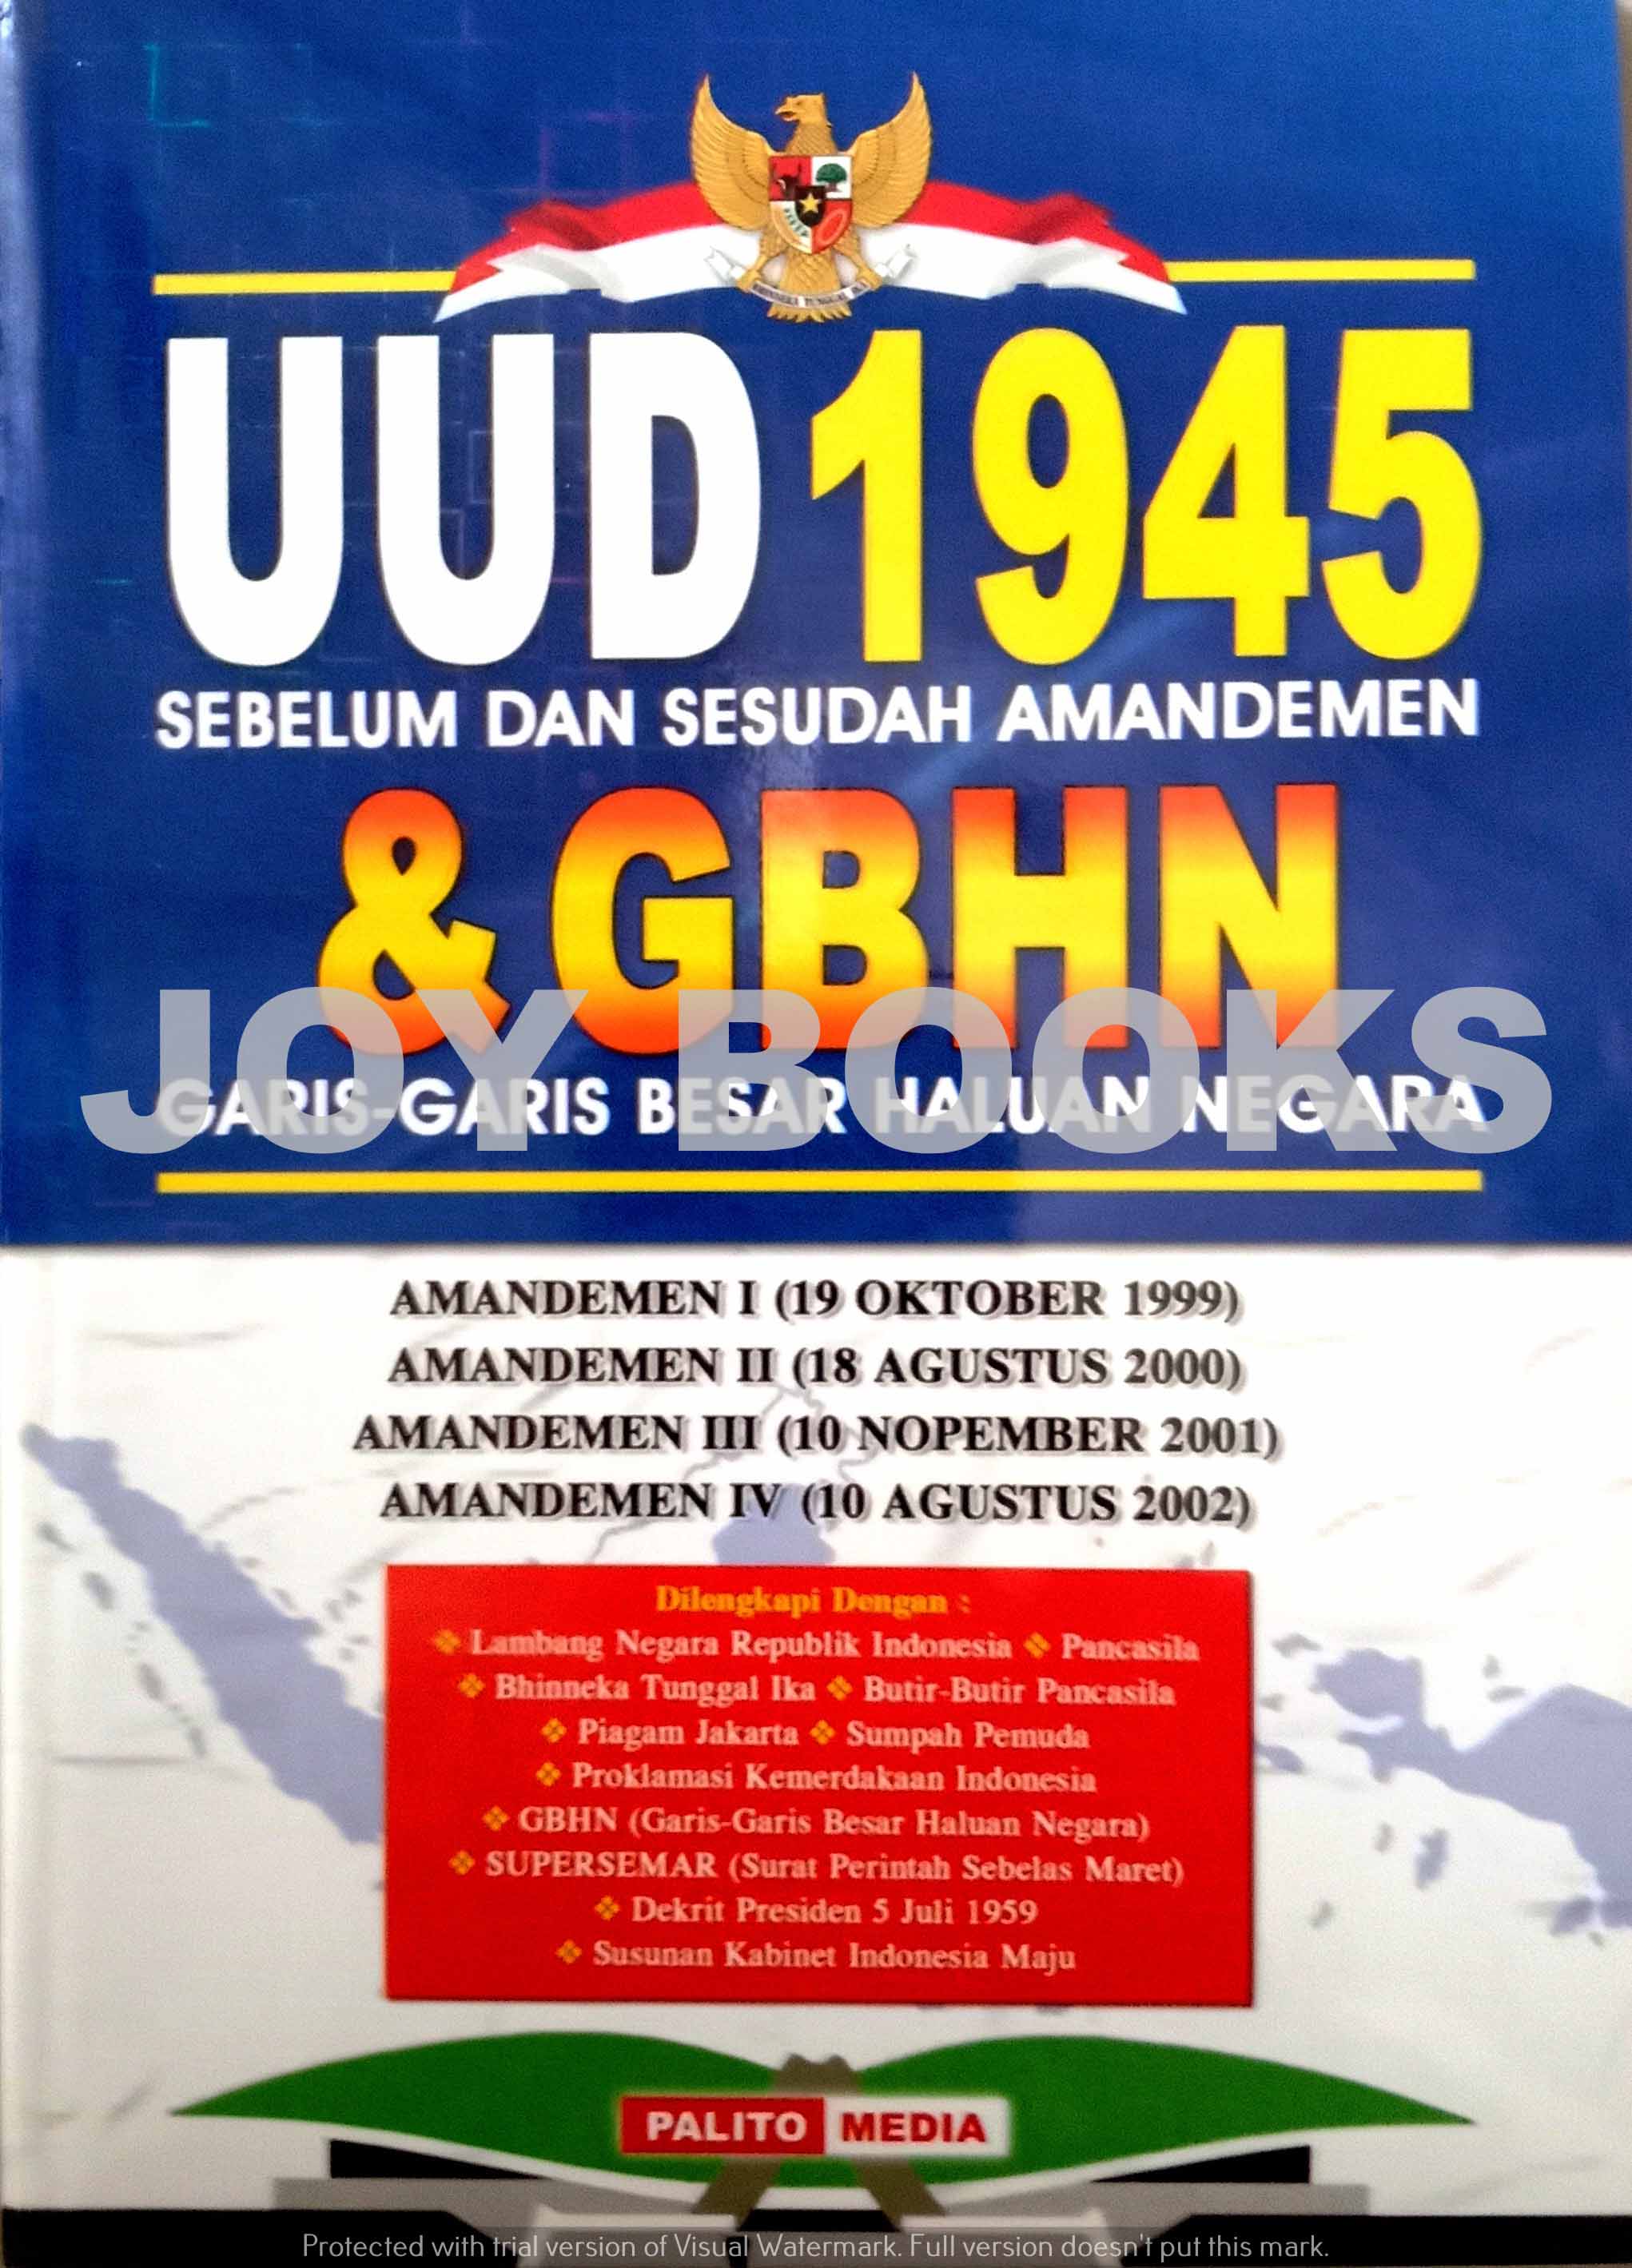 BHINNEKA TUNGGAL IKA
UUD 1945
SEBELUM DAN SESUDAH AMANDEMEN
& GBHN
JOY BOOKS
GARIS-GARIS BESAR HALUAN NEGARA
AMANDEMEN I (19 OKTOBER 1999)
AMANDEMEN II (18 AGUSTUS 2000)
AMANDEMEN III (10 NOPEMBER 2001)
AMANDEMEN IV (10 AGUSTUS 2002)
Dilengkapi Dengan :
❖ Lambang Negara Republik Indonesia ❖ Pancasila
❖ Bhinneka Tunggal Ika ❖ Butir-Butir Pancasila
❖ Piagam Jakarta ❖ Sumpah Pemuda
❖ Proklamasi Kemerdakaan Indonesia
❖ GBHN (Garis-Garis Besar Haluan Negara)
❖ SUPERSEMAR (Surat Perintah Sebelas Maret)
❖ Dekrit Presiden 5 Juli 1959
❖ Susunan Kabinet Indonesia Maju
PALITO MEDIA
Protected with trial version of Visual Watermark. Full version doesn't put this mark.